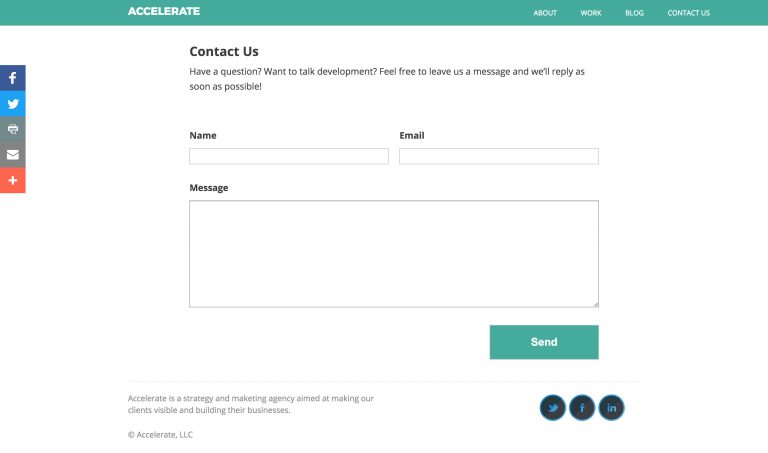 ACCELERATE
ABOUT WORK BLOG CONTACT US
Contact Us
Have a question? Want to talk development? Feel free to leave us a message and we'll reply as
soon as possible!
Name Email
Message
Send
Accelerate is a strategy and maketing agency aimed at making our
clients visible and building their businesses.
© Accelerate, LLC